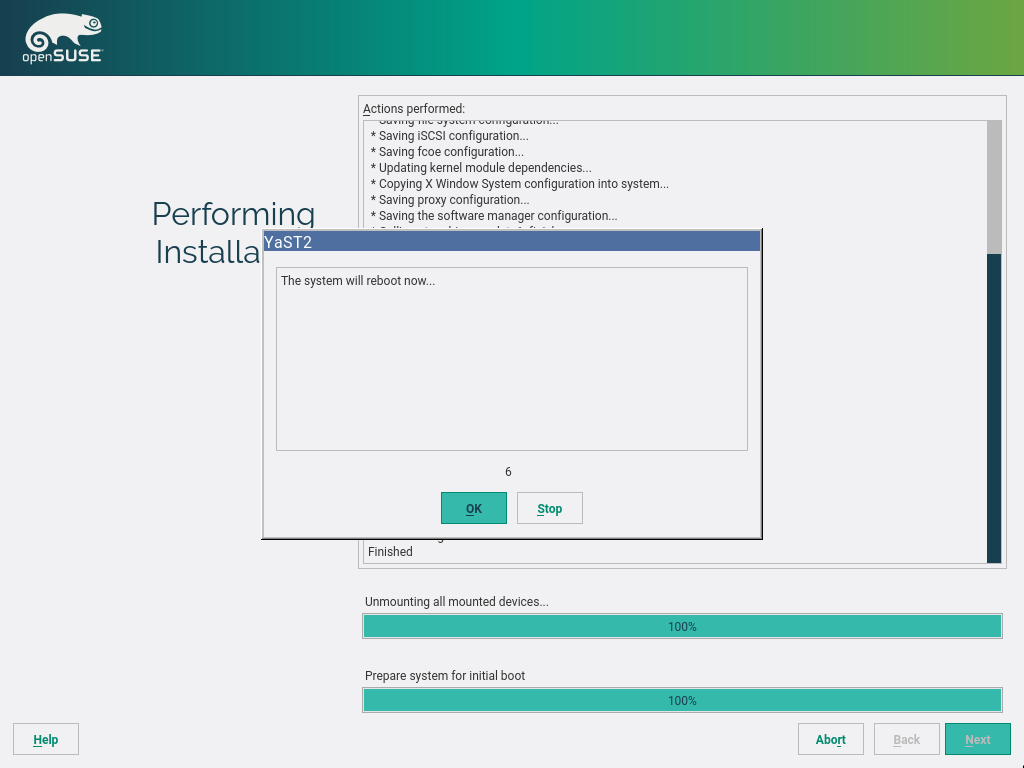 openSUSE
Actions performed:
* Saving file system configuration...
* Saving iSCSI configuration...
* Saving fcoe configuration...
* Updating kernel module dependencies...
* Copying X Window System configuration into system...
* Saving proxy configuration...
* Saving the software manager configuration...
Performing
Installa
YaST2
The system will reboot now...
6
OK Stop
Finished
Unmounting all mounted devices...
100%
Prepare system for initial boot
100%
Help Abort Back Next